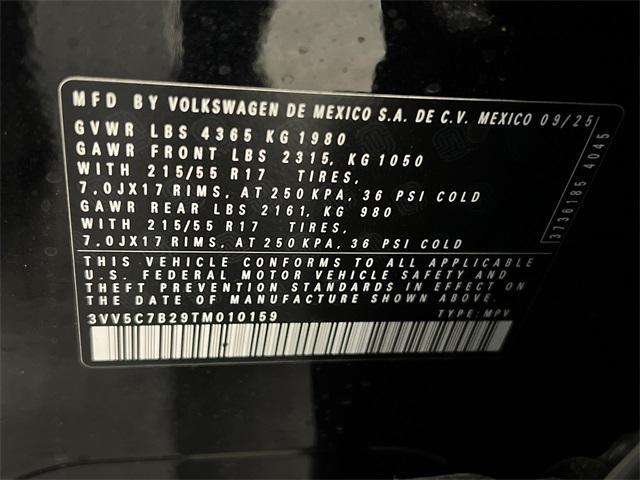 MFD BY VOLKSWAGEN DE MEXICO S.A. DE C.V. MEXICO 09/25
GVWR LBS 4365 KG 1980
GAWR FRONT LBS 2315, KG 1050
WITH 215/55 R17 TIRES,
7.0JX17 RIMS, AT 250 KPA, 36 PSI COLD
GAWR REAR LBS 2161, KG 980
WITH 215/55 R17 TIRES,
7.0JX17 RIMS, AT 250 KPA, 36 PSI COLD
THIS VEHICLE CONFORMS TO ALL APPLICABLE
U.S. FEDERAL MOTOR VEHICLE SAFETY AND
THEFT PREVENTION STANDARDS IN EFFECT ON
THE DATE OF MANUFACTURE SHOWN ABOVE.
3VV5C7B29TM010159 TYPE: MPV
3736185 4045